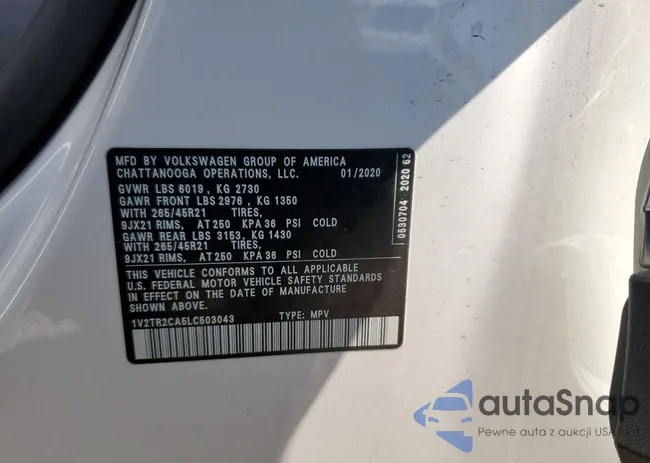 MFD BY VOLKSWAGEN GROUP OF AMERICA
CHATTANOOGA OPERATIONS, LLC. 01/2020
GVWR LBS 6019 , KG 2730
GAWR FRONT LBS 2976 , KG 1350
WITH 265/45R21 TIRES,
9JX21 RIMS, AT 250 KPA 36 PSI COLD
GAWR REAR LBS 3153, KG 1430
WITH 265/45R21 TIRES,
9JX21 RIMS, AT 250 KPA 36 PSI COLD
THIS VEHICLE CONFORMS TO ALL APPLICABLE
U.S. FEDERAL MOTOR VEHICLE SAFETY STANDARDS
IN EFFECT ON THE DATE OF MANUFACTURE
SHOWN ABOVE.
1V2TR2CA5LC503043 TYPE: MPV
0530704 2020 62
autoSnap
Pewne auta z aukcji USA